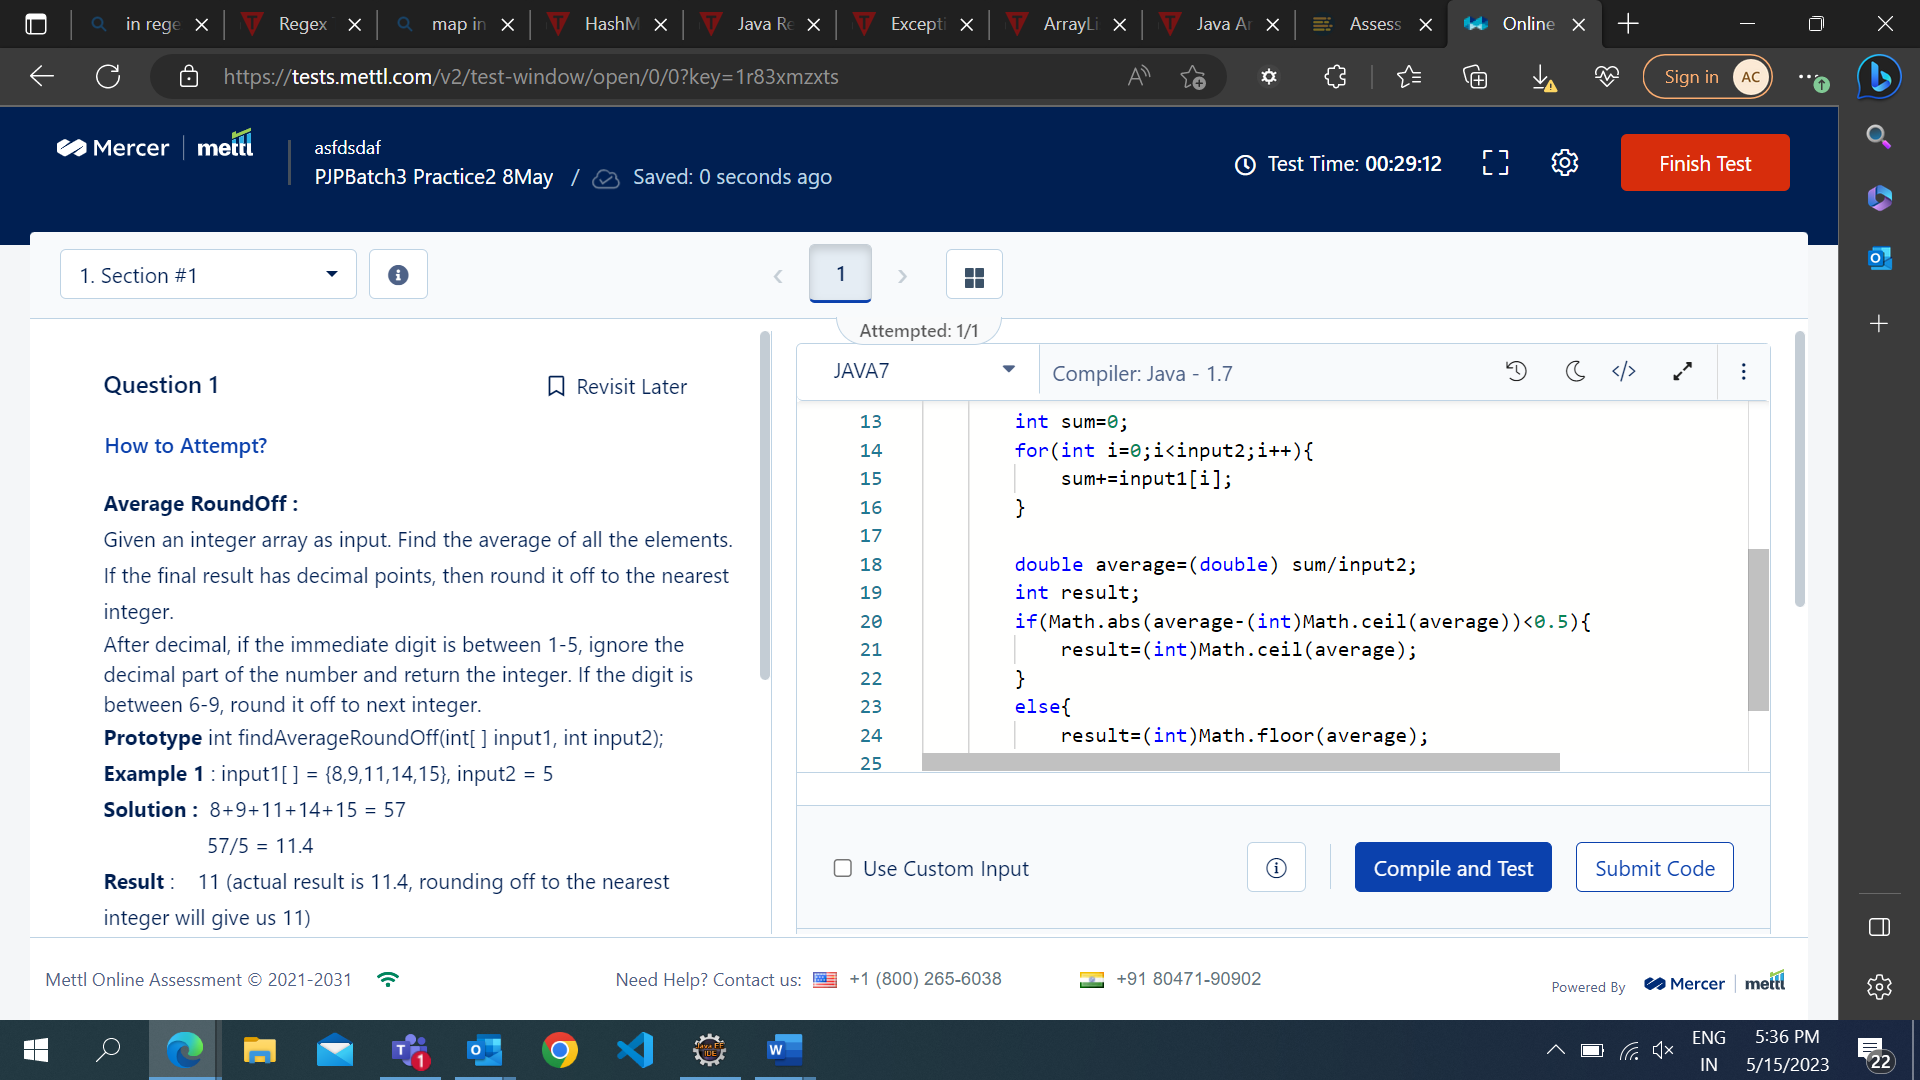 in rege
Regex
map in
HashM
Java Re
Excepti
ArrayLi
Java Ar
Assess
Online
https://tests.mettl.com/v2/test-window/open/0/0?key=1r83xmzxts
Sign in AC
Mercer mettl
asfdsdaf
PJPBatch3 Practice2 8May / Saved: 0 seconds ago
Test Time: 00:29:12
Finish Test
1. Section #1
1
Attempted: 1/1
Question 1
Revisit Later
How to Attempt?
Average RoundOff :
Given an integer array as input. Find the average of all the elements.
If the final result has decimal points, then round it off to the nearest
integer.
After decimal, if the immediate digit is between 1-5, ignore the
decimal part of the number and return the integer. If the digit is
between 6-9, round it off to next integer.
Prototype int findAverageRoundOff(int[ ] input1, int input2);
Example 1 : input1[ ] = {8,9,11,14,15}, input2 = 5
Solution : 8+9+11+14+15 = 57
57/5 = 11.4
Result : 11 (actual result is 11.4, rounding off to the nearest
integer will give us 11)
JAVA7
Compiler: Java - 1.7
13 int sum=0;
14 for(int i=0;i<input2;i++){
15 sum+=input1[i];
16 }
17
18 double average=(double) sum/input2;
19 int result;
20 if(Math.abs(average-(int)Math.ceil(average))<0.5){
21 result=(int)Math.ceil(average);
22 }
23 else{
24 result=(int)Math.floor(average);
25
Use Custom Input
Compile and Test
Submit Code
Mettl Online Assessment © 2021-2031
Need Help? Contact us: +1 (800) 265-6038
+91 80471-90902
Powered By Mercer mettl
ENG
IN
5:36 PM
5/15/2023
22